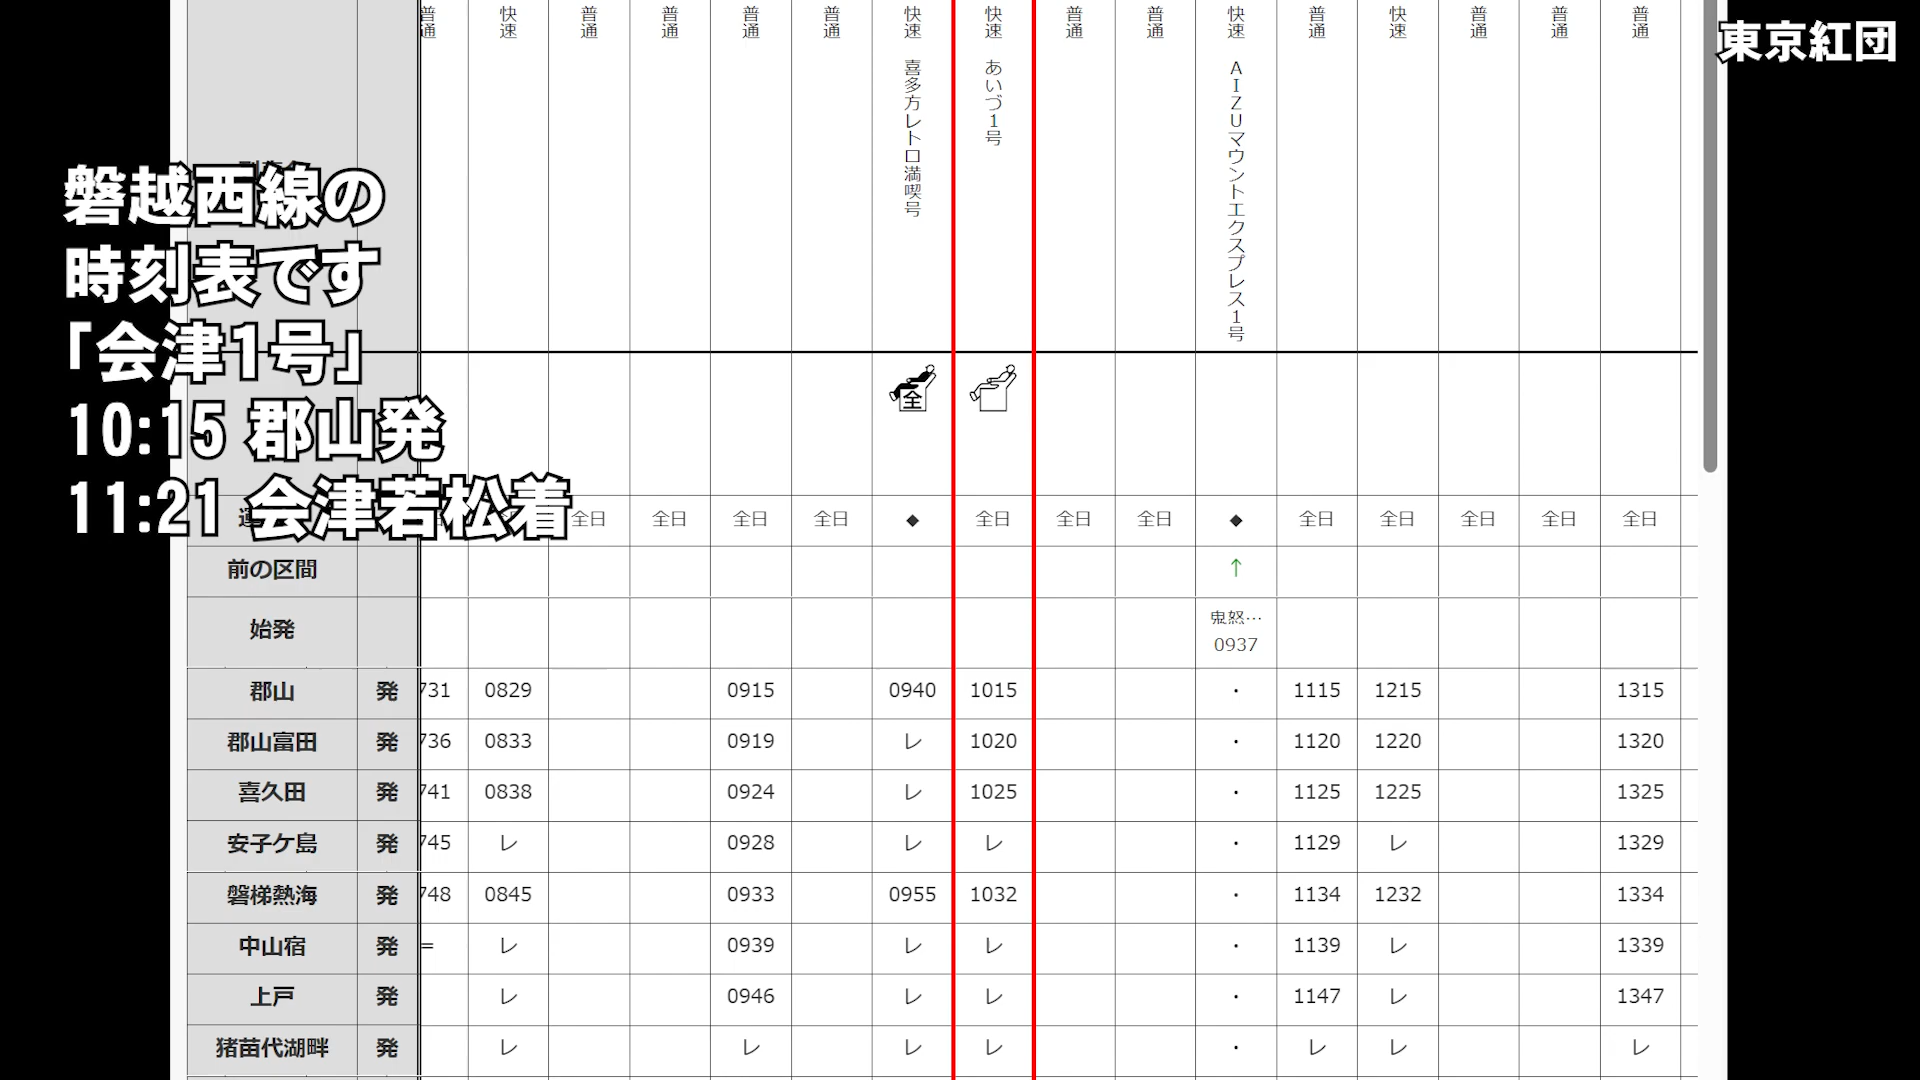 東京紅団
磐越西線の
時刻表です
「会津1号」
10:15 郡山発
11:21 会津若松着
普通 快速 普通 普通 普通 普通 快速 快速 普通 普通 快速 普通 快速 普通 普通 普通
喜多方レトロ満喫号 あいづ1号 AIZUマウントエクスプレス1号
全
全日 全日 全日 全日 ◆ 全日 全日 全日 ◆ 全日 全日 全日 全日 全日
前の区間 ↑
始発 鬼怒… 0937
郡山 発 731 0829 0915 0940 1015 ・ 1115 1215 1315
郡山富田 発 736 0833 0919 レ 1020 ・ 1120 1220 1320
喜久田 発 741 0838 0924 レ 1025 ・ 1125 1225 1325
安子ケ島 発 745 レ 0928 レ レ ・ 1129 レ 1329
磐梯熱海 発 748 0845 0933 0955 1032 ・ 1134 1232 1334
中山宿 発 = レ 0939 レ レ ・ 1139 レ 1339
上戸 発 レ 0946 レ レ ・ 1147 レ 1347
猪苗代湖畔 発 レ レ レ レ ・ レ レ レ